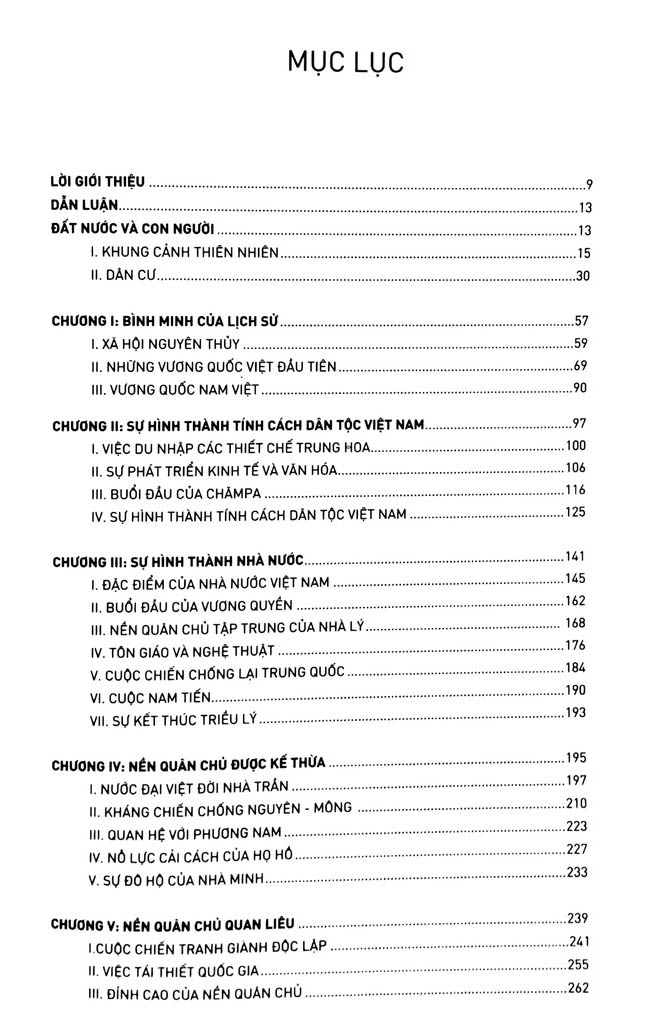 MỤC LỤC
LỜI GIỚI THIỆU ........ 9
DẪN LUẬN ........ 13
ĐẤT NƯỚC VÀ CON NGƯỜI ........ 13
I. KHUNG CẢNH THIÊN NHIÊN ........ 15
II. DÂN CƯ ........ 30
CHƯƠNG I: BÌNH MINH CỦA LỊCH SỬ ........ 57
I. XÃ HỘI NGUYÊN THỦY ........ 59
II. NHỮNG VƯƠNG QUỐC VIỆT ĐẦU TIÊN ........ 69
III. VƯƠNG QUỐC NAM VIỆT ........ 90
CHƯƠNG II: SỰ HÌNH THÀNH TÍNH CÁCH DÂN TỘC VIỆT NAM ........ 97
I. VIỆC DU NHẬP CÁC THIẾT CHẾ TRUNG HOA ........ 100
II. SỰ PHÁT TRIỂN KINH TẾ VÀ VĂN HÓA ........ 106
III. BUỔI ĐẦU CỦA CHĂMPA ........ 116
IV. SỰ HÌNH THÀNH TÍNH CÁCH DÂN TỘC VIỆT NAM ........ 125
CHƯƠNG III: SỰ HÌNH THÀNH NHÀ NƯỚC ........ 141
I. ĐẶC ĐIỂM CỦA NHÀ NƯỚC VIỆT NAM ........ 145
II. BUỔI ĐẦU CỦA VƯƠNG QUYỀN ........ 162
III. NỀN QUÂN CHỦ TẬP TRUNG CỦA NHÀ LÝ ........ 168
IV. TÔN GIÁO VÀ NGHỆ THUẬT ........ 176
V. CUỘC CHIẾN CHỐNG LẠI TRUNG QUỐC ........ 184
VI. CUỘC NAM TIẾN ........ 190
VII. SỰ KẾT THÚC TRIỀU LÝ ........ 193
CHƯƠNG IV: NỀN QUÂN CHỦ ĐƯỢC KẾ THỪA ........ 195
I. NƯỚC ĐẠI VIỆT ĐỜI NHÀ TRẦN ........ 197
II. KHÁNG CHIẾN CHỐNG NGUYÊN - MÔNG ........ 210
III. QUAN HỆ VỚI PHƯƠNG NAM ........ 223
IV. NỖ LỰC CẢI CÁCH CỦA HỌ HỒ ........ 227
V. SỰ ĐÔ HỘ CỦA NHÀ MINH ........ 233
CHƯƠNG V: NỀN QUÂN CHỦ QUAN LIÊU ........ 239
I.CUỘC CHIẾN TRANH GIÀNH ĐỘC LẬP ........ 241
II. VIỆC TÁI THIẾT QUỐC GIA ........ 255
III. ĐỈNH CAO CỦA NỀN QUÂN CHỦ ........ 262